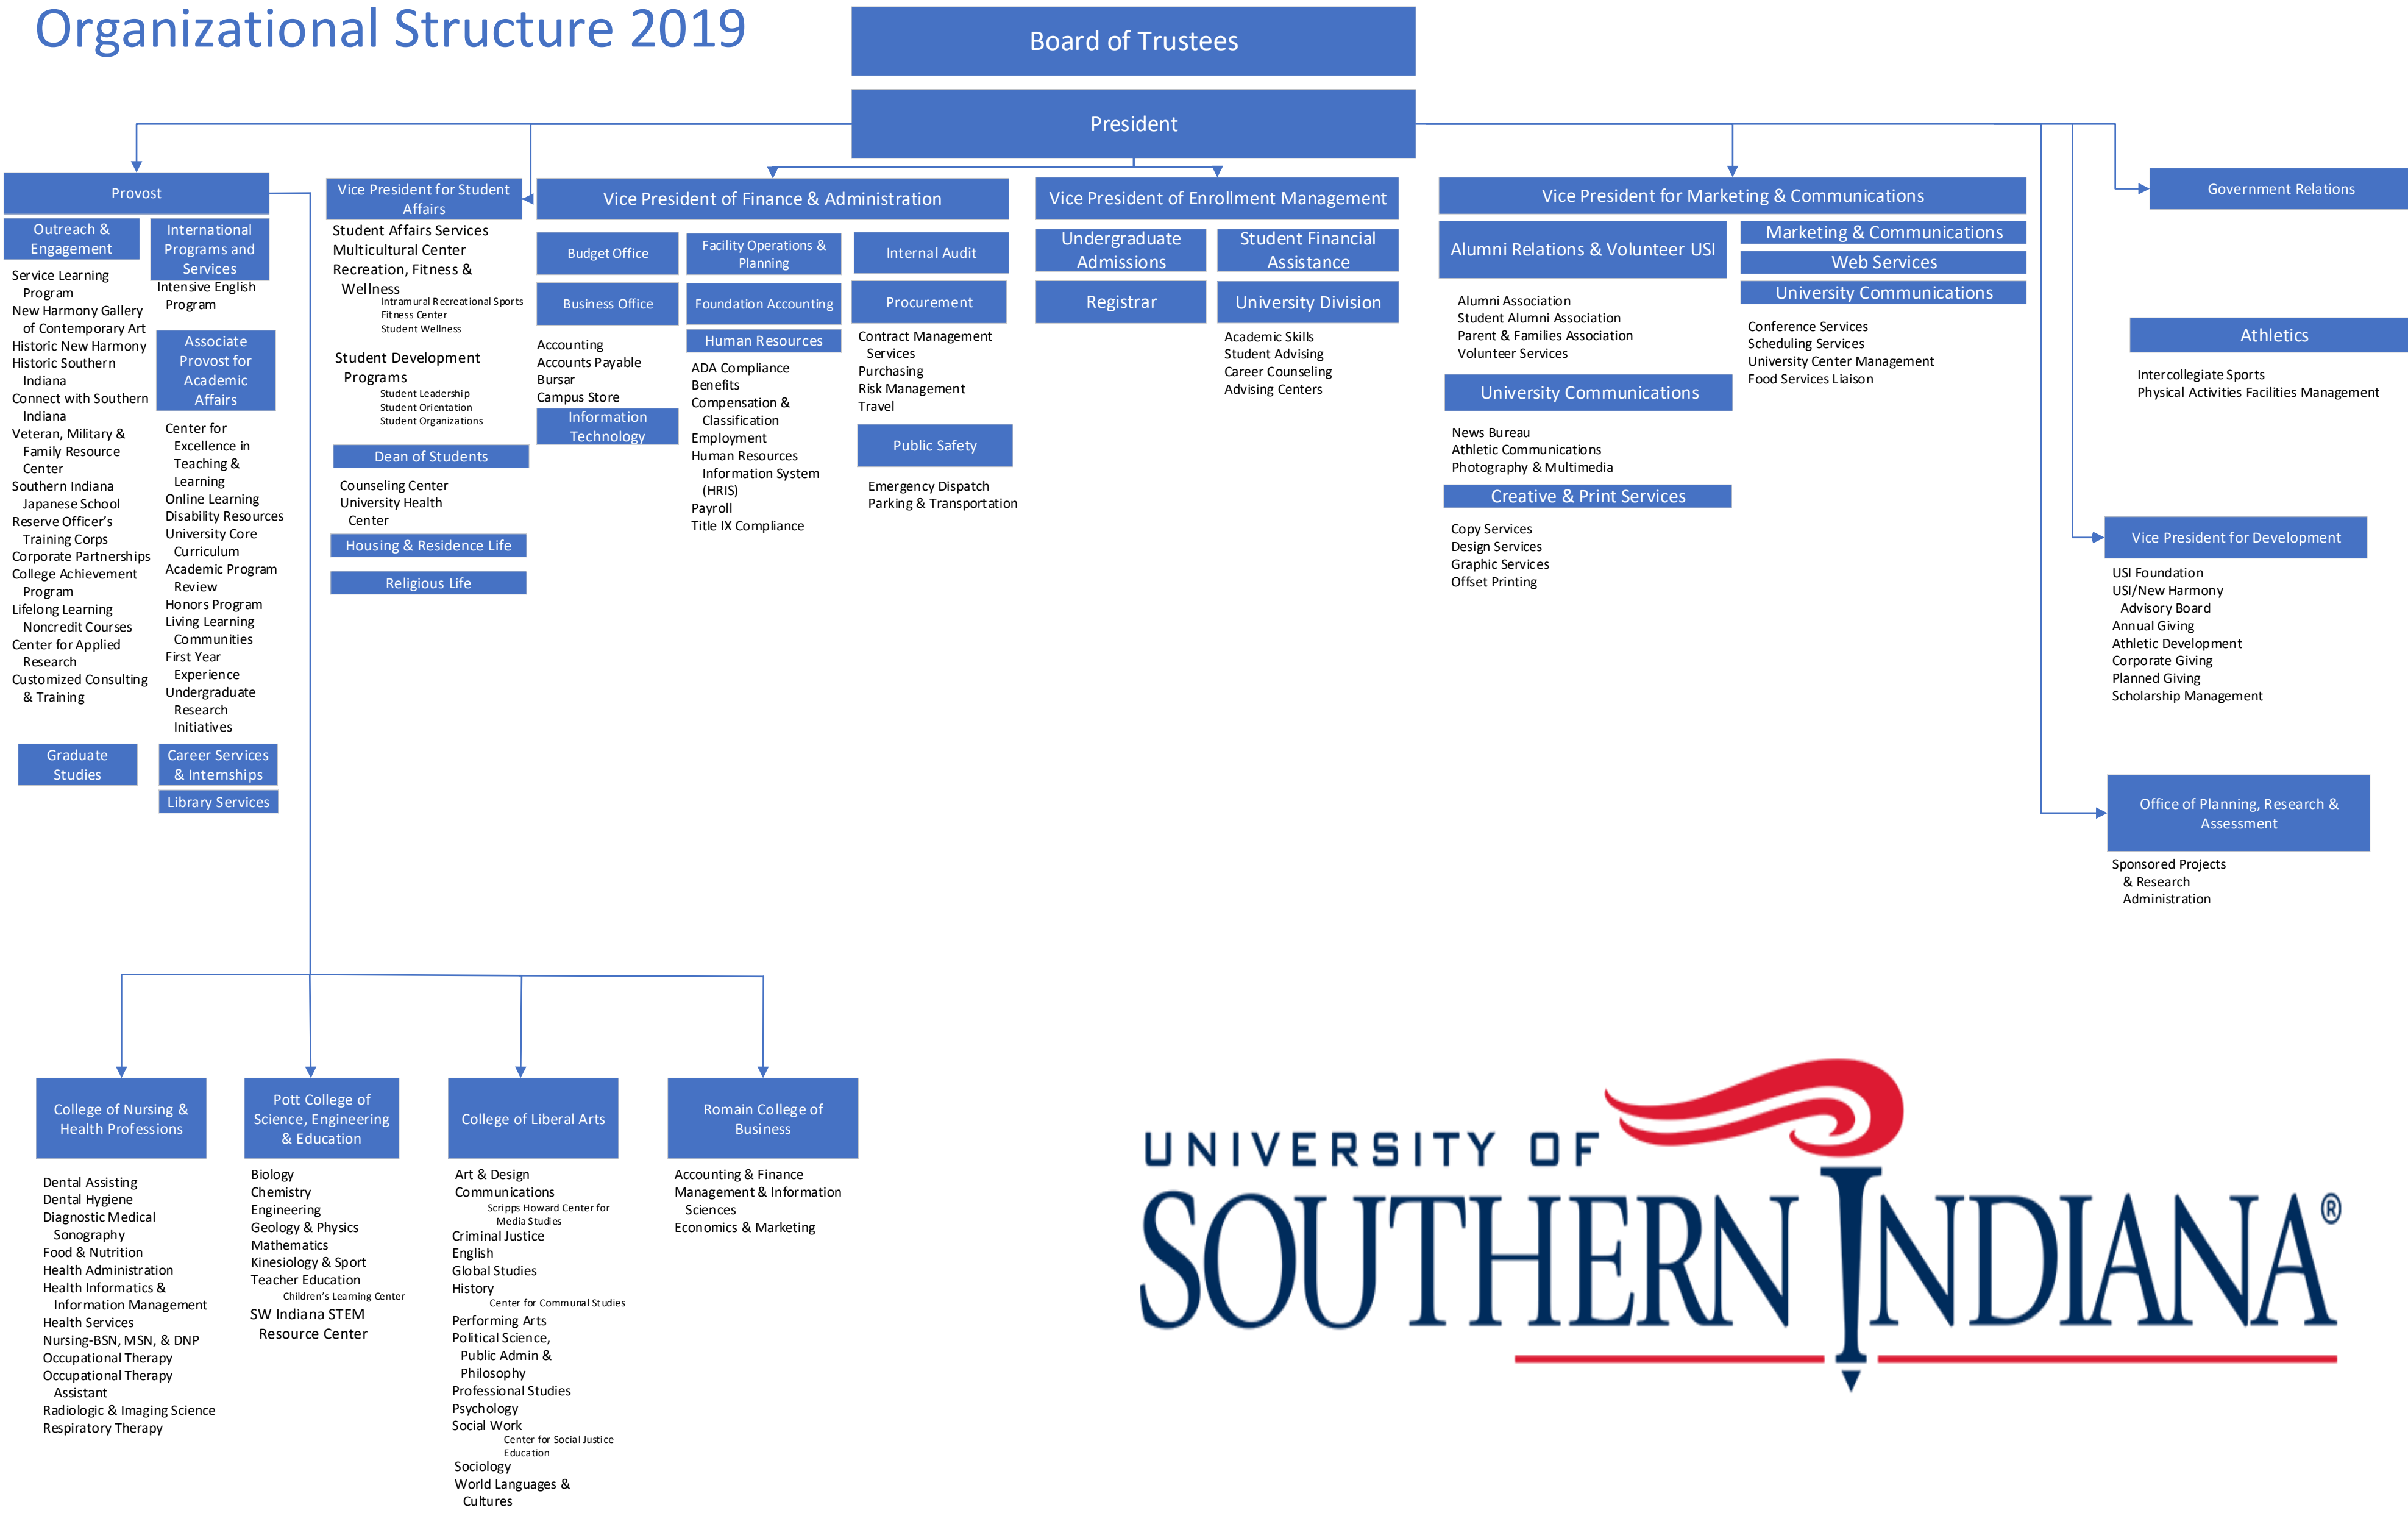 Organizational Structure 2019
Board of Trustees
President
Provost
Outreach &
Engagement
Service Learning
Program
New Harmony Gallery
of Contemporary Art
Historic New Harmony
Historic Southern
Indiana
Connect with Southern
Indiana
Veteran, Military &
Family Resource
Center
Southern Indiana
Japanese School
Reserve Officer's
Training Corps
Corporate Partnerships
College Achievement
Program
Lifelong Learning
Noncredit Courses
Center for Applied
Research
Customized Consulting
& Training
Graduate
Studies
International
Programs and
Services
Intensive English
Program
Associate
Provost for
Academic
Affairs
Center for
Excellence in
Teaching &
Learning
Online Learning
Disability Resources
University Core
Curriculum
Academic Program
Review
Honors Program
Living Learning
Communities
First Year
Experience
Undergraduate
Research
Initiatives
Career Services
& Internships
Library Services
Vice President for Student
Affairs
Student Affairs Services
Multicultural Center
Recreation, Fitness &
Wellness
Intramural Recreational Sports
Fitness Center
Student Wellness
Student Development
Programs
Student Leadership
Student Orientation
Student Organizations
Dean of Students
Counseling Center
University Health
Center
Housing & Residence Life
Religious Life
Vice President of Finance & Administration
Budget Office
Business Office
Accounting
Accounts Payable
Bursar
Campus Store
Information
Technology
Facility Operations &
Planning
Foundation Accounting
Human Resources
ADA Compliance
Benefits
Compensation &
Classification
Employment
Human Resources
Information System
(HRIS)
Payroll
Title IX Compliance
Internal Audit
Procurement
Contract Management
Services
Purchasing
Risk Management
Travel
Public Safety
Emergency Dispatch
Parking & Transportation
Vice President of Enrollment Management
Undergraduate
Admissions
Registrar
Student Financial
Assistance
University Division
Academic Skills
Student Advising
Career Counseling
Advising Centers
Vice President for Marketing & Communications
Alumni Relations & Volunteer USI
Alumni Association
Student Alumni Association
Parent & Families Association
Volunteer Services
University Communications
News Bureau
Athletic Communications
Photography & Multimedia
Creative & Print Services
Copy Services
Design Services
Graphic Services
Offset Printing
Marketing & Communications
Web Services
University Communications
Conference Services
Scheduling Services
University Center Management
Food Services Liaison
Government Relations
Athletics
Intercollegiate Sports
Physical Activities Facilities Management
Vice President for Development
USI Foundation
USI/New Harmony
Advisory Board
Annual Giving
Athletic Development
Corporate Giving
Planned Giving
Scholarship Management
Office of Planning, Research &
Assessment
Sponsored Projects
& Research
Administration
College of Nursing &
Health Professions
Dental Assisting
Dental Hygiene
Diagnostic Medical
Sonography
Food & Nutrition
Health Administration
Health Informatics &
Information Management
Health Services
Nursing-BSN, MSN, & DNP
Occupational Therapy
Occupational Therapy
Assistant
Radiologic & Imaging Science
Respiratory Therapy
Pott College of
Science, Engineering
& Education
Biology
Chemistry
Engineering
Geology & Physics
Mathematics
Kinesiology & Sport
Teacher Education
Children's Learning Center
SW Indiana STEM
Resource Center
College of Liberal Arts
Art & Design
Communications
Scripps Howard Center for
Media Studies
Criminal Justice
English
Global Studies
History
Center for Communal Studies
Performing Arts
Political Science,
Public Admin &
Philosophy
Professional Studies
Psychology
Social Work
Center for Social Justice
Education
Sociology
World Languages &
Cultures
Romain College of
Business
Accounting & Finance
Management & Information
Sciences
Economics & Marketing
UNIVERSITY OF
SOUTHERN INDIANA®